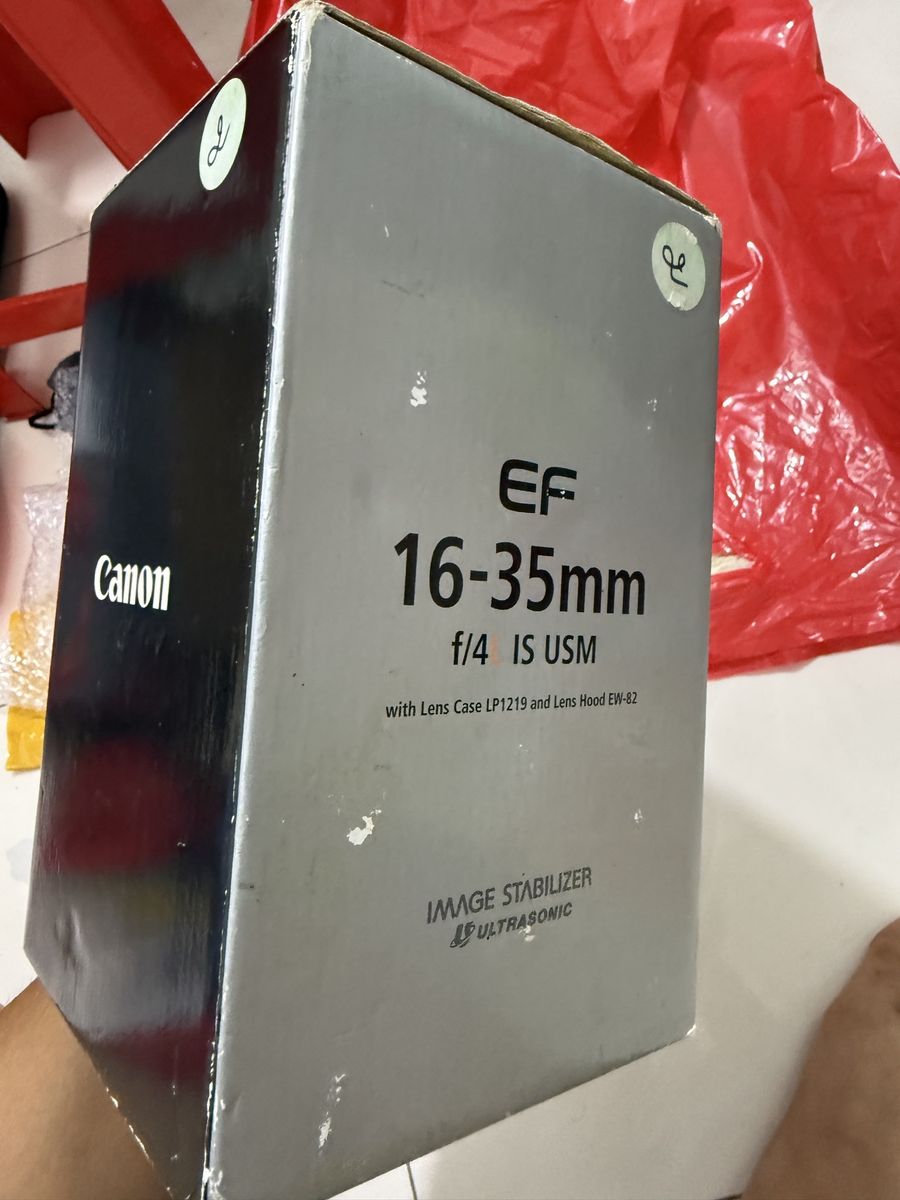 Canon
EF
16-35mm
f/4L IS USM
with Lens Case LP1219 and Lens Hood EW-82
IMAGE STABILIZER
ULTRASONIC